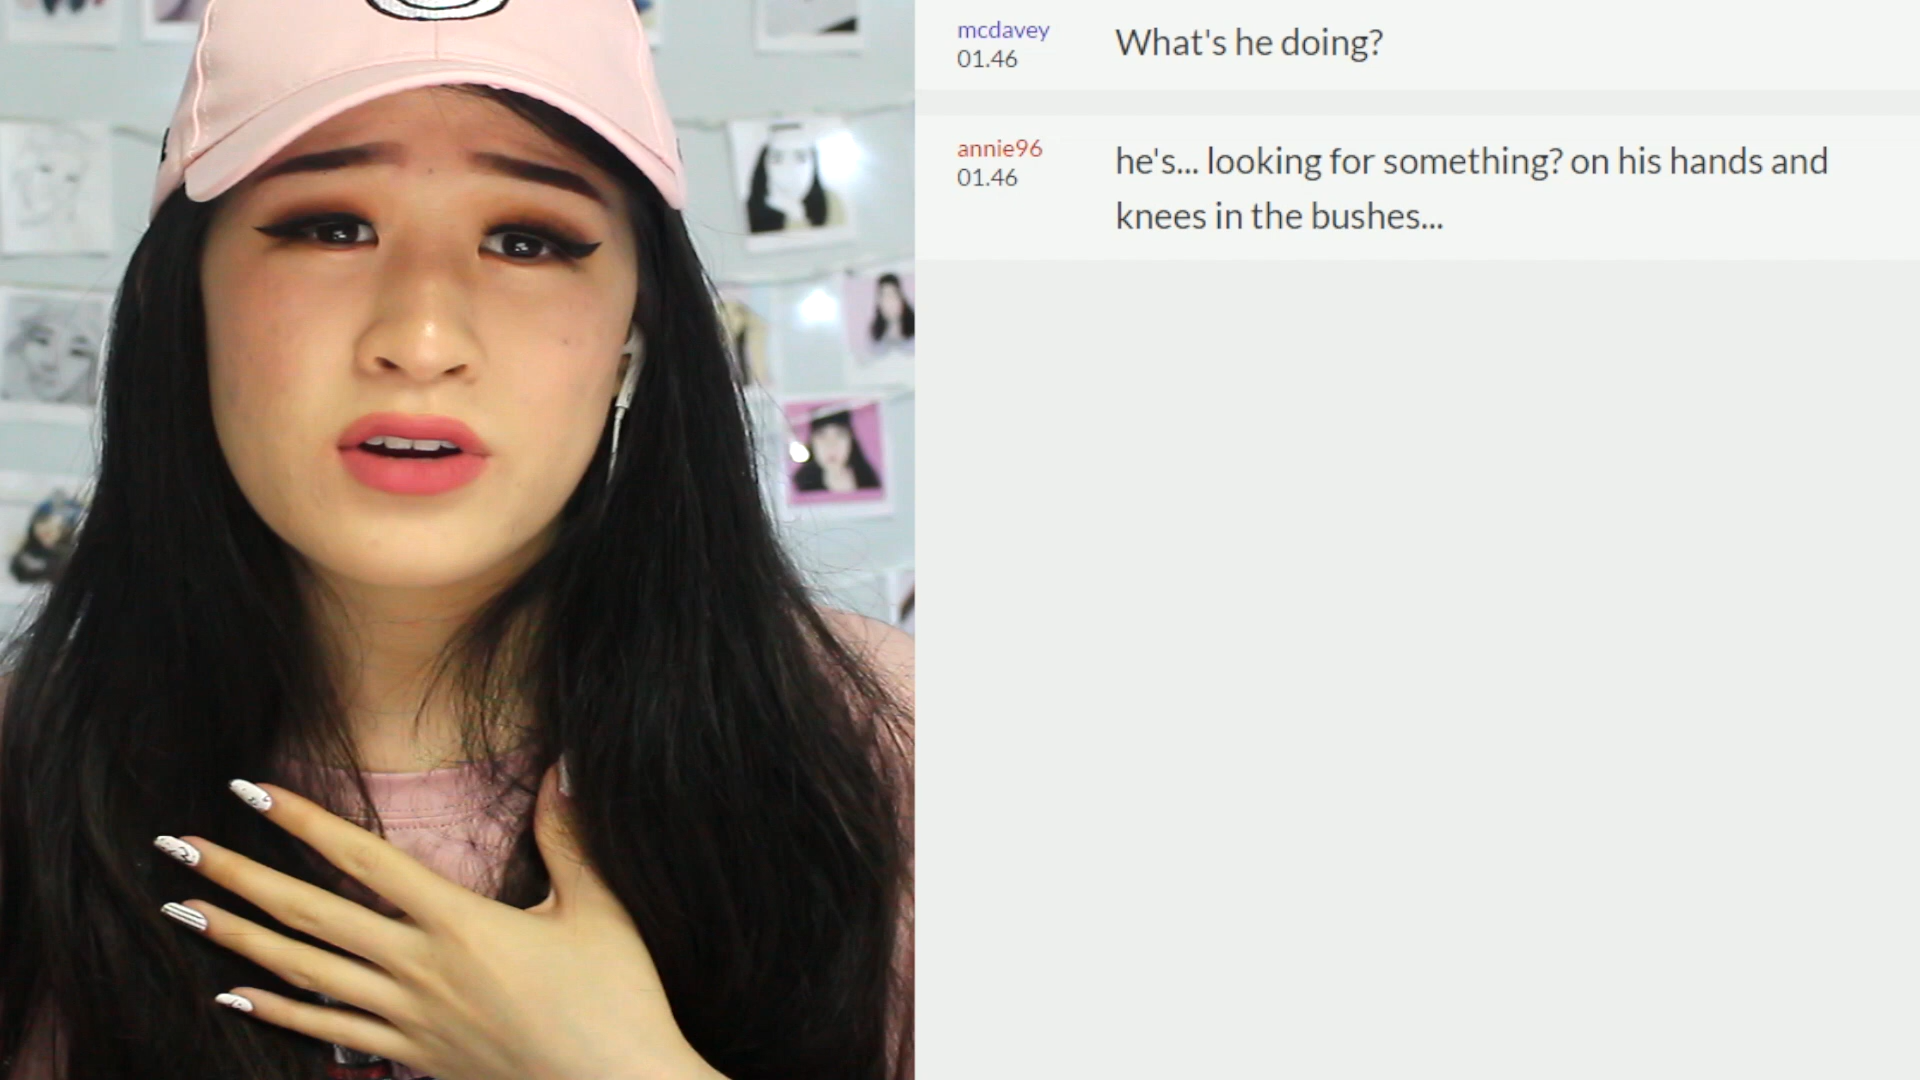 mcdavey
01.46
What's he doing?
annie96
01.46
he's... looking for something? on his hands and
knees in the bushes...